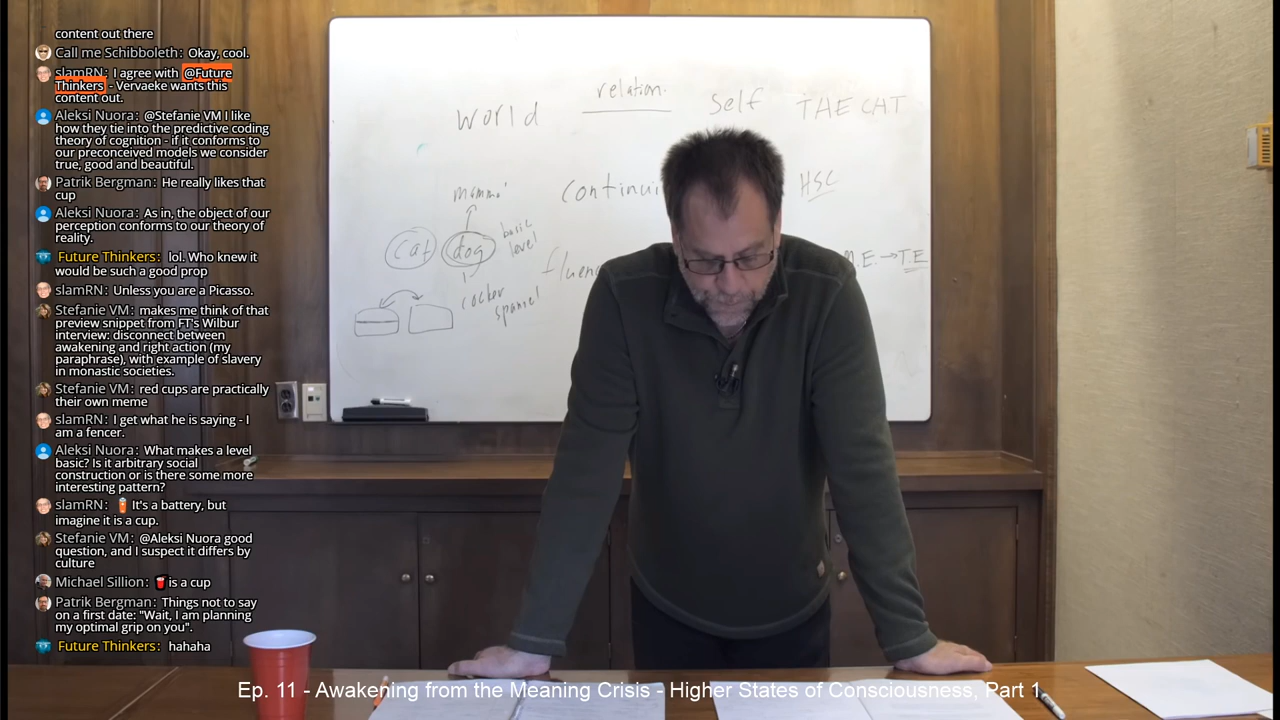 content out there
Call me Schibboleth: Okay, cool.
slamRN: I agree with @Future
Thinkers - Vervaeke wants this
content out.
Aleksi Nuora: @Stefanie VM I like
how they tie into the predictive coding
theory of cognition - if it conforms to
our preconceived models we consider
true, good and beautiful.
Patrik Bergman: He really likes that
cup
Aleksi Nuora: As in, the object of our
perception conforms to our theory of
reality.
Future Thinkers: lol. Who knew it
would be such a good prop
slamRN: Unless you are a Picasso.
Stefanie VM: makes me think of that
preview snippet from FT's Wilbur
interview: disconnect between
awakening and right action (my
paraphrase), with example of slavery
in monastic societies.
Stefanie VM: red cups are practically
their own meme
slamRN: I get what he is saying - I
am a fencer.
Aleksi Nuora: What makes a level
basic? Is it arbitrary social
construction or is there some more
interesting pattern?
slamRN: It's a battery, but
imagine it is a cup.
Stefanie VM: @Aleksi Nuora good
question, and I suspect it differs by
culture
Michael Sillion: is a cup
Patrik Bergman: Things not to say
on a first date: "Wait, I am planning
my optimal grip on you".
Future Thinkers: hahaha
world relation self THE CAT
continui HSC
cat dog basic
level
fluenc M.E. → T.E
cocker
spaniel
Ep. 11 - Awakening from the Meaning Crisis - Higher States of Consciousness, Part 1